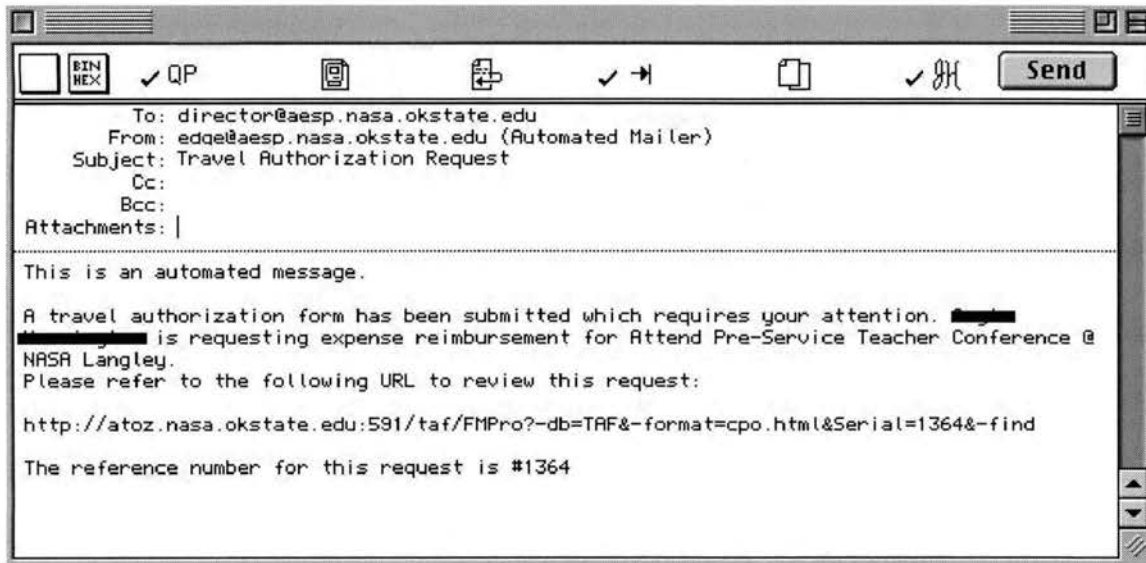 BIN
HEX
QP
Send
To: director@aesp.nasa.okstate.edu
From: edge@aesp.nasa.okstate.edu (Automated Mailer)
Subject: Travel Authorization Request
Cc:
Bcc:
Attachments:
This is an automated message.
A travel authorization form has been submitted which requires your attention.
is requesting expense reimbursement for Attend Pre-Service Teacher Conference @
NASA Langley.
Please refer to the following URL to review this request:
http://atoz.nasa.okstate.edu:591/taf/FMPro?-db=TAF&-format=cpo.html&Serial=1364&-find
The reference number for this request is #1364